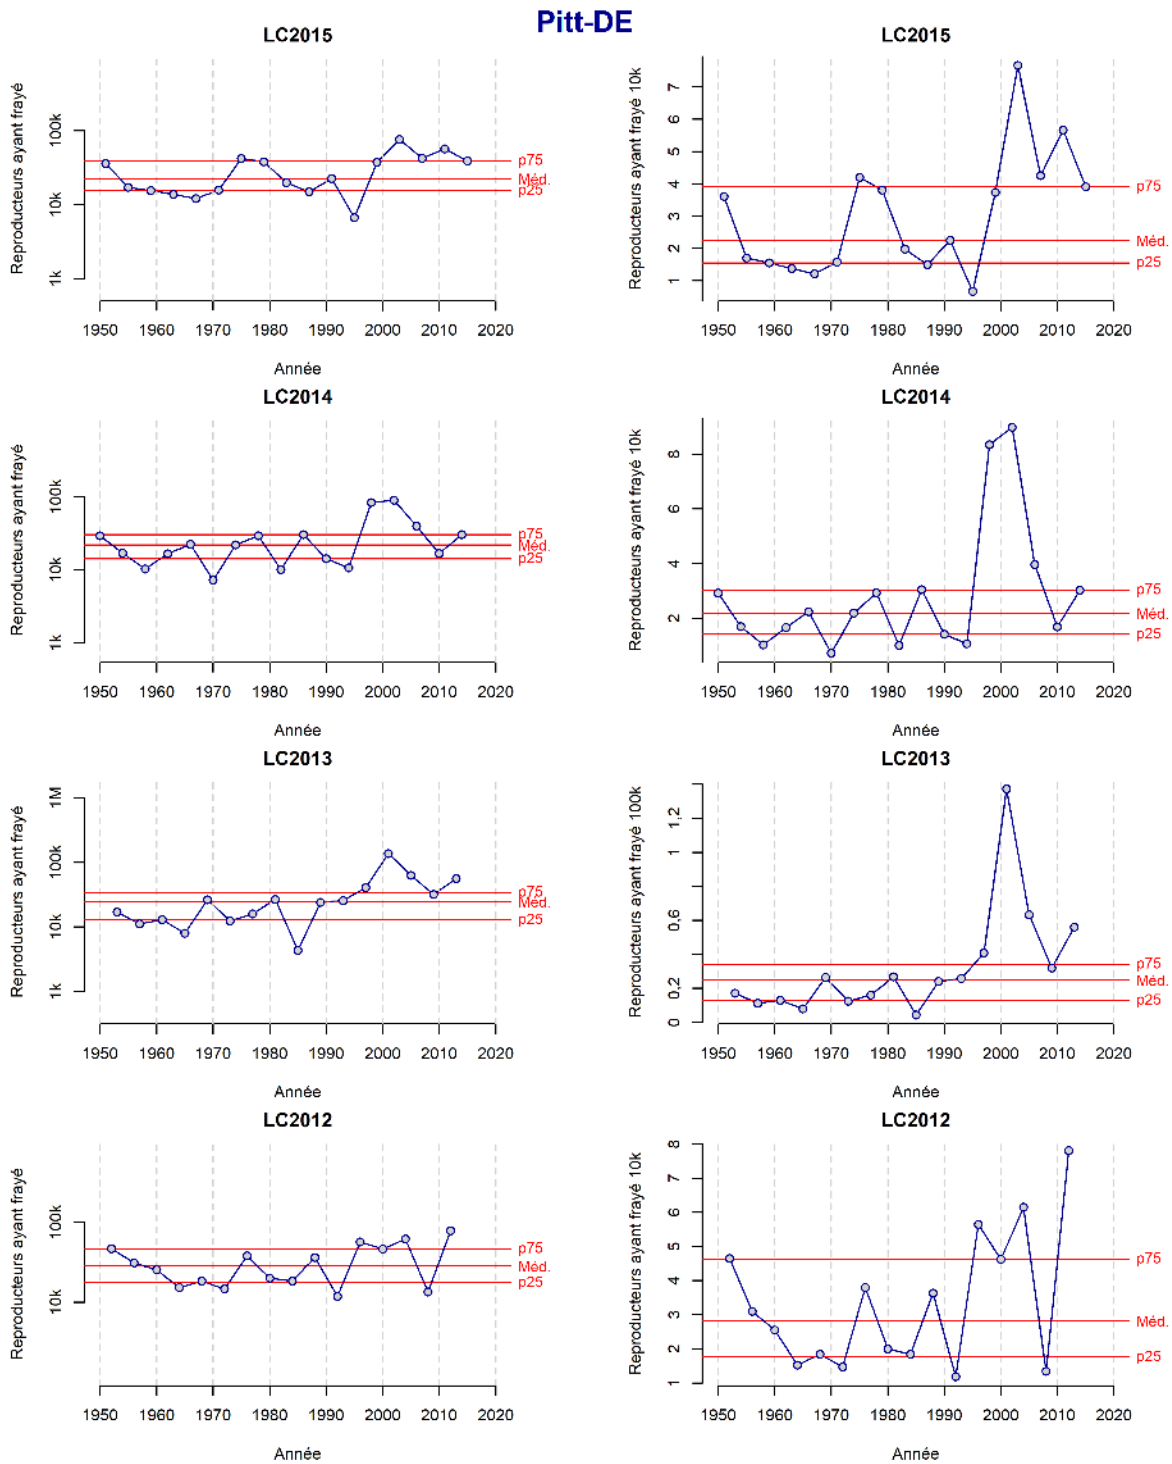 Pitt-DE
LC2015
Reproducteurs ayant frayé
100k
10k
1k
p75
Méd.
p25
1950 1960 1970 1980 1990 2000 2010 2020
Année
LC2015
Reproducteurs ayant frayé 10k
7
6
5
4
3
2
1
p75
Méd.
p25
1950 1960 1970 1980 1990 2000 2010 2020
Année
LC2014
Reproducteurs ayant frayé
100k
10k
1k
p75
Méd.
p25
1950 1960 1970 1980 1990 2000 2010 2020
Année
LC2014
Reproducteurs ayant frayé 10k
8
6
4
2
p75
Méd.
p25
1950 1960 1970 1980 1990 2000 2010 2020
Année
LC2013
Reproducteurs ayant frayé
1M
100k
10k
1k
p75
Méd.
p25
1950 1960 1970 1980 1990 2000 2010 2020
Année
LC2013
Reproducteurs ayant frayé 100k
1,2
1
0,6
0,2
0
p75
Méd.
p25
1950 1960 1970 1980 1990 2000 2010 2020
Année
LC2012
Reproducteurs ayant frayé
100k
10k
p75
Méd.
p25
1950 1960 1970 1980 1990 2000 2010 2020
Année
LC2012
Reproducteurs ayant frayé 10k
8
7
6
5
4
3
2
1
p75
Méd.
p25
1950 1960 1970 1980 1990 2000 2010 2020
Année